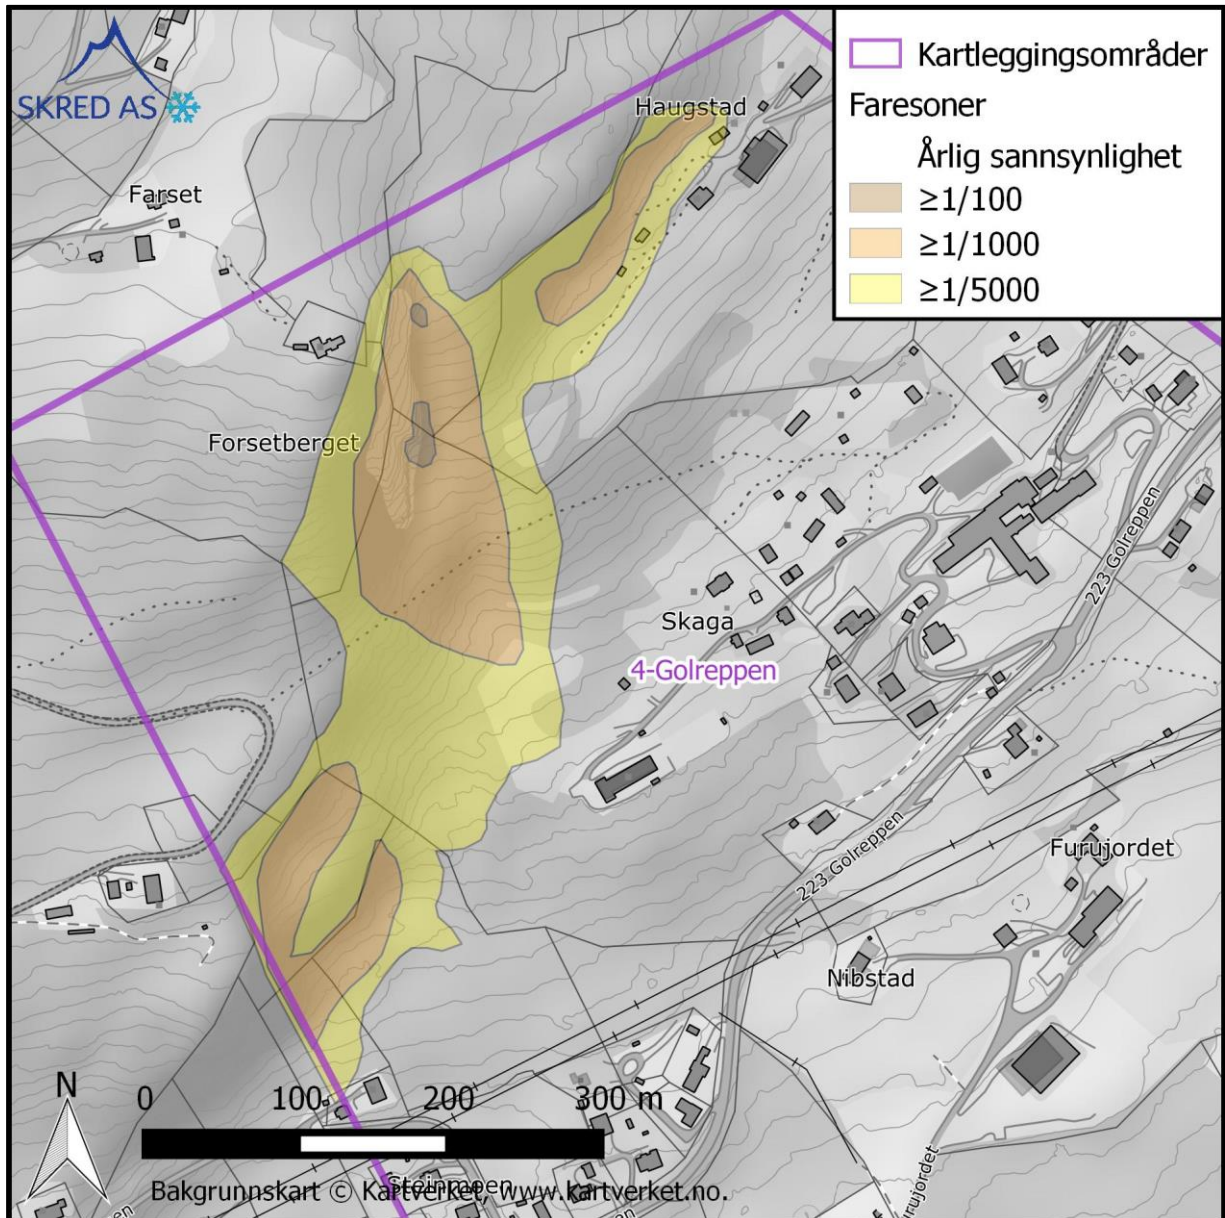 SKRED AS
Kartleggingsområder
Faresoner
Årlig sannsynlighet
≥1/100
≥1/1000
≥1/5000
Haugstad
Farset
Forsetberget
223 Golreppen
Skaga
4-Golreppen
223 Golreppen
Furujordet
Nibstad
Furujordet
N
0 100 200 300 m
Steinmoen
Bakgrunnskart © Kartverket, www.kartverket.no.